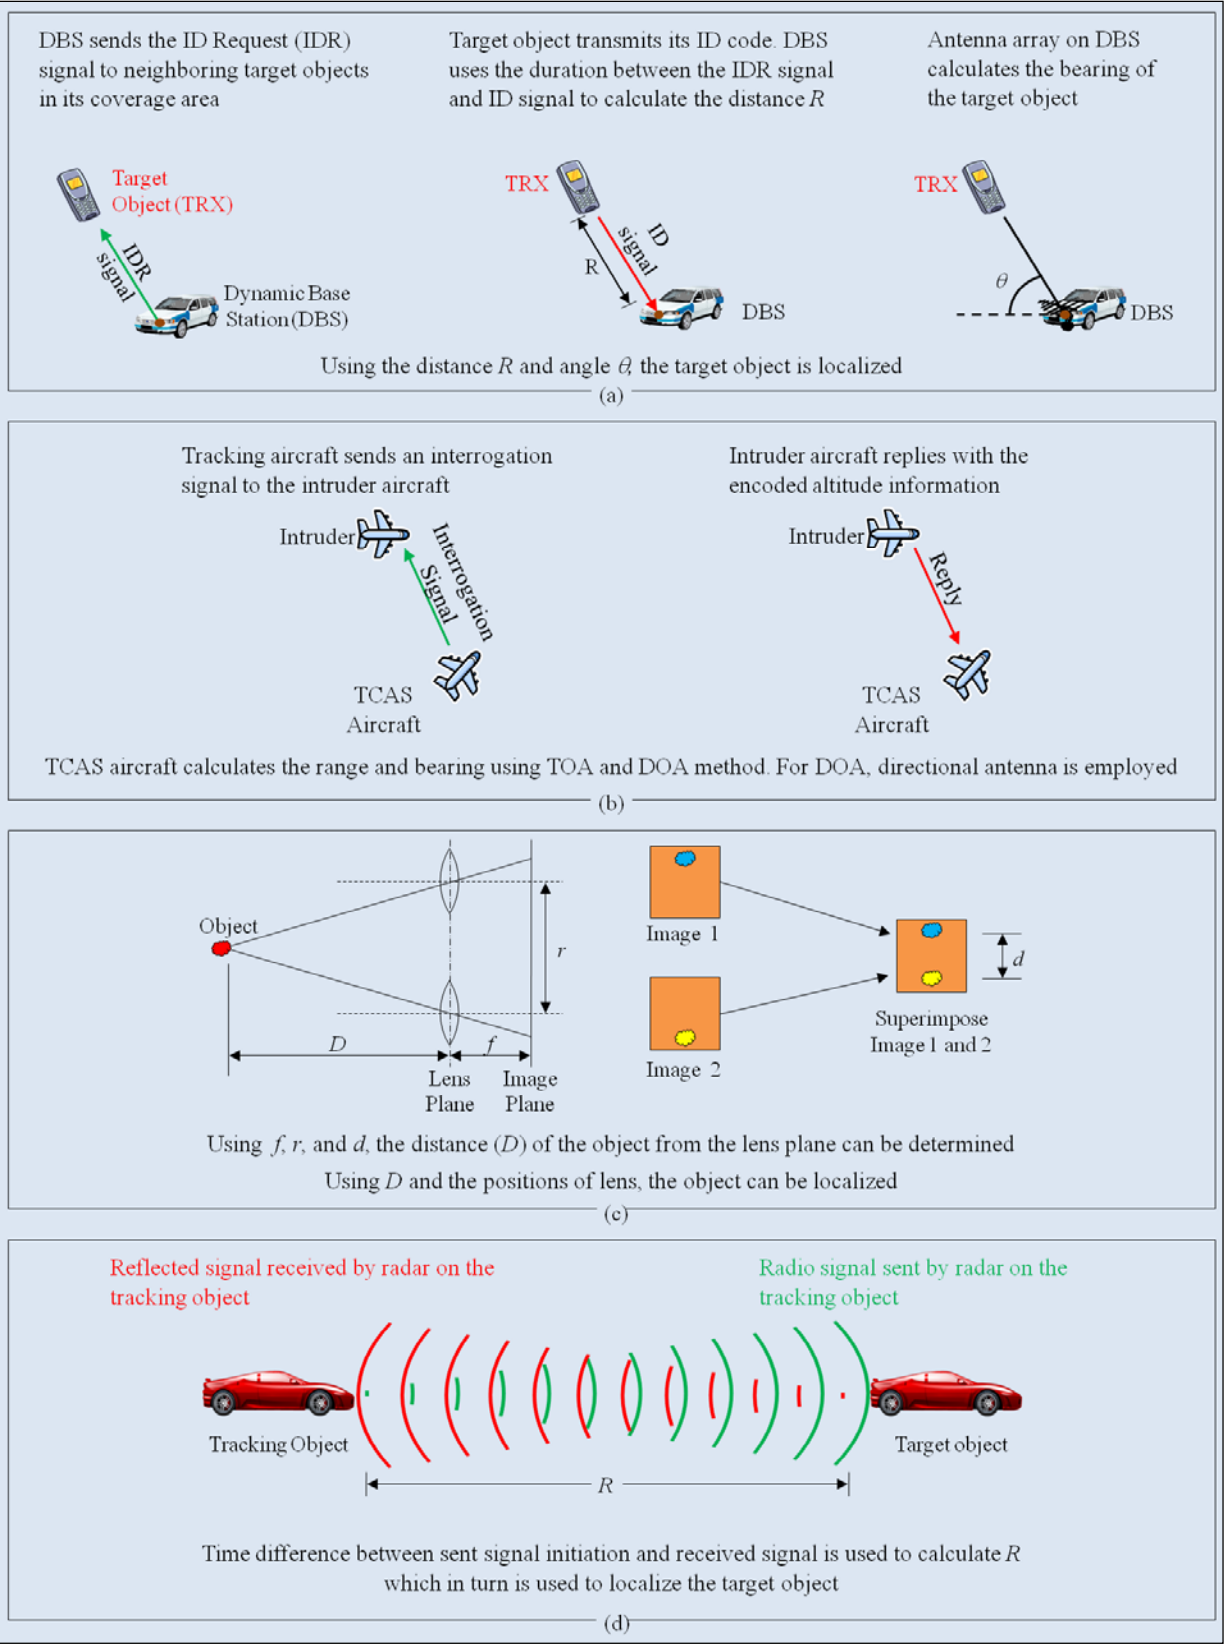 DBS sends the ID Request (IDR)
signal to neighboring target objects
in its coverage area
Target object transmits its ID code. DBS
uses the duration between the IDR signal
and ID signal to calculate the distance R
Antenna array on DBS
calculates the bearing of
the target object
Target
Object (TRX)
IDR
signal
Dynamic Base
Station (DBS)
TRX
ID
signal
R
DBS
TRX
θ
DBS
Using the distance R and angle θ, the target object is localized
(a)
Tracking aircraft sends an interrogation
signal to the intruder aircraft
Intruder aircraft replies with the
encoded altitude information
Intruder
Interrogation
Signal
TCAS
Aircraft
Intruder
Reply
TCAS
Aircraft
TCAS aircraft calculates the range and bearing using TOA and DOA method. For DOA, directional antenna is employed
(b)
Object
r
D
f
Lens
Plane
Image
Plane
Image 1
Image 2
d
Superimpose
Image 1 and 2
Using f, r, and d, the distance (D) of the object from the lens plane can be determined
Using D and the positions of lens, the object can be localized
(c)
Reflected signal received by radar on the
tracking object
Radio signal sent by radar on the
tracking object
Tracking Object
Target object
R
Time difference between sent signal initiation and received signal is used to calculate R
which in turn is used to localize the target object
(d)